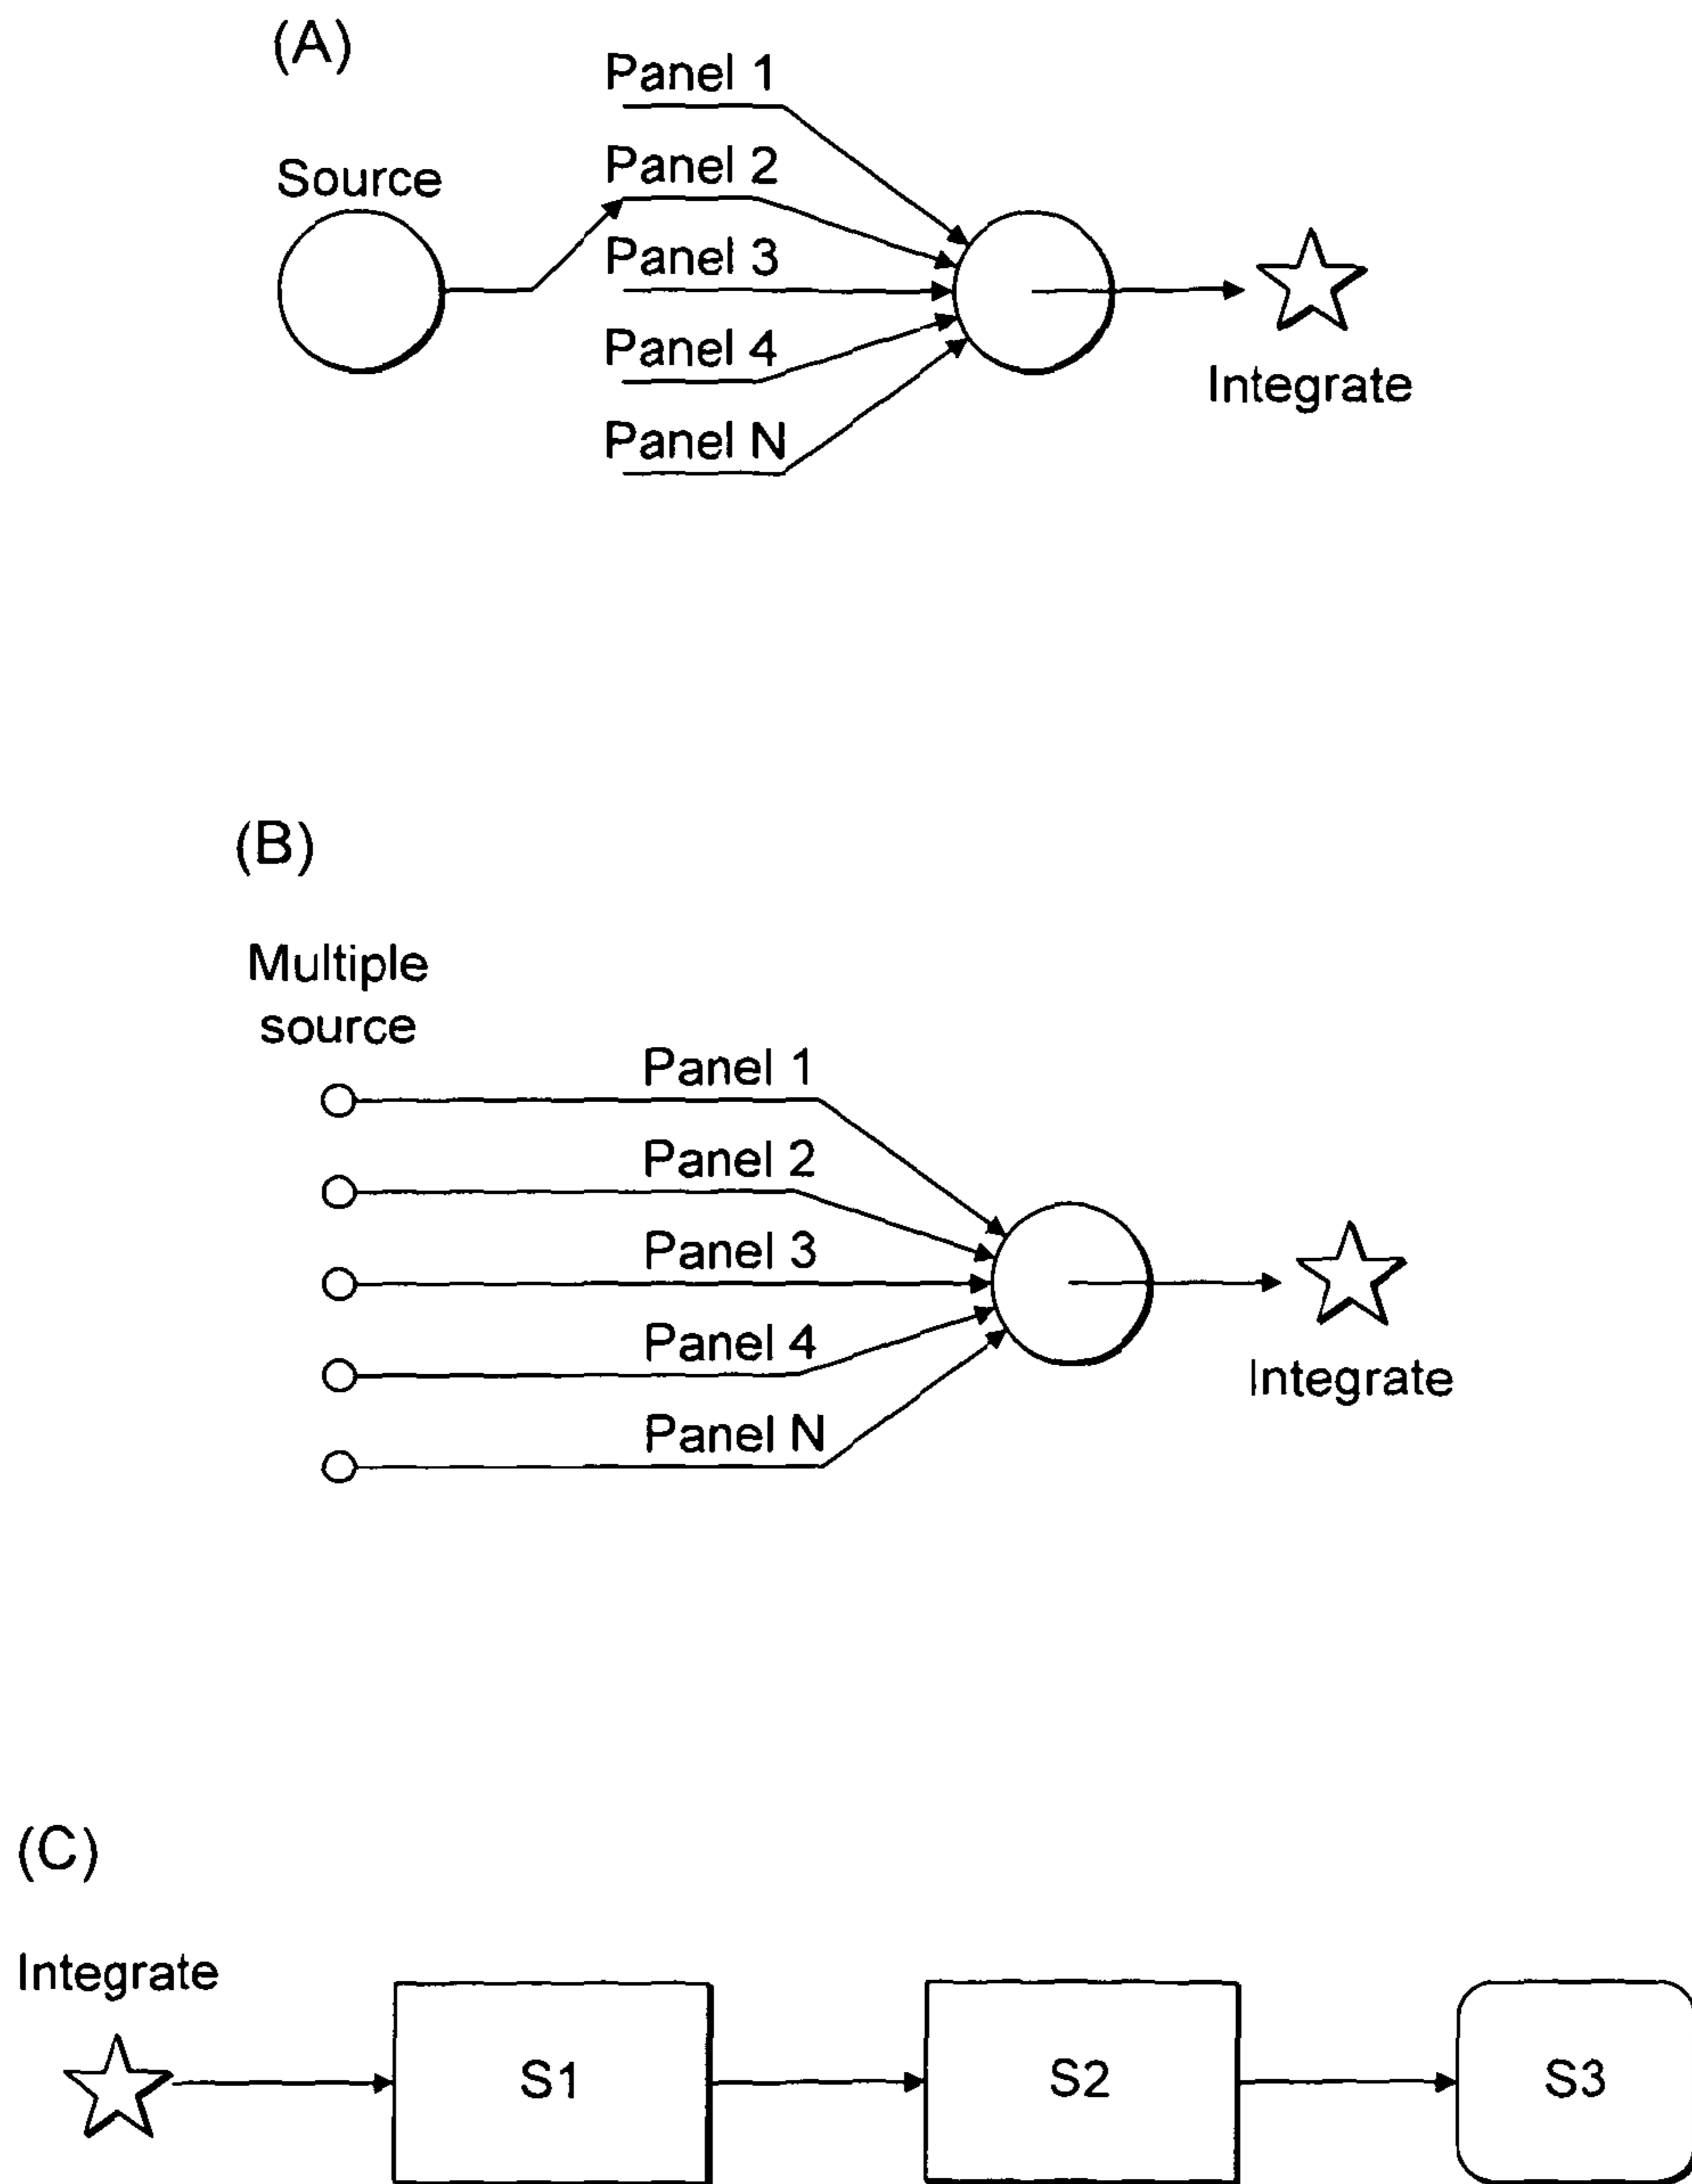 (A)
Panel 1
Source
Panel 2
Panel 3
Panel 4
Panel N
Integrate
(B)
Multiple
source
Panel 1
Panel 2
Panel 3
Panel 4
Panel N
Integrate
(C)
Integrate
S1
S2
S3